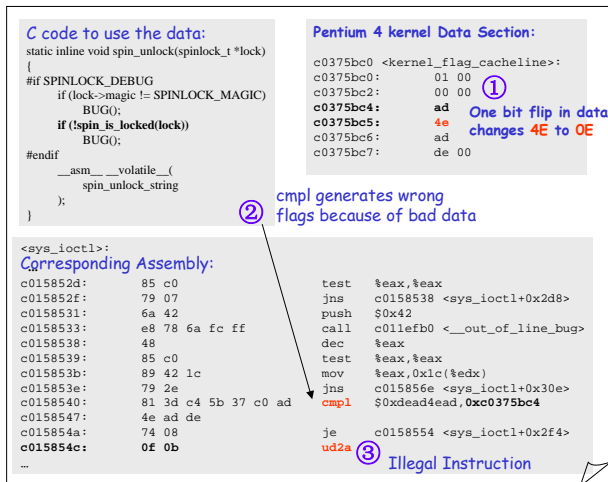 C code to use the data:
static inline void spin_unlock(spinlock_t *lock)
{
#if SPINLOCK_DEBUG
if (lock->magic != SPINLOCK_MAGIC)
BUG();
if (!spin_is_locked(lock))
BUG();
#endif
__asm__ __volatile__(
spin_unlock_string
);
}
Pentium 4 kernel Data Section:
c0375bc0 <kernel_flag_cacheline>:
c0375bc0: 01 00
c0375bc2: 00 00
c0375bc4: ad
c0375bc5: 4e
c0375bc6: ad
c0375bc7: de 00
①
One bit flip in data
changes 4E to 0E
②
cmpl generates wrong
flags because of bad data
<sys_ioctl>:
…
Corresponding Assembly:
c015852d: 85 c0 test %eax,%eax
c015852f: 79 07 jns c0158538 <sys_ioctl+0x2d8>
c0158531: 6a 42 push $0x42
c0158533: e8 78 6a fc ff call c011efb0 <__out_of_line_bug>
c0158538: 48 dec %eax
c0158539: 85 c0 test %eax,%eax
c015853b: 89 42 1c mov %eax,0x1c(%edx)
c015853e: 79 2e jns c015856e <sys_ioctl+0x30e>
c0158540: 81 3d c4 5b 37 c0 ad cmpl $0xdead4ead,0xc0375bc4
c0158547: 4e ad de
c015854a: 74 08 je c0158554 <sys_ioctl+0x2f4>
c015854c: 0f 0b ud2a ③ Illegal Instruction
…